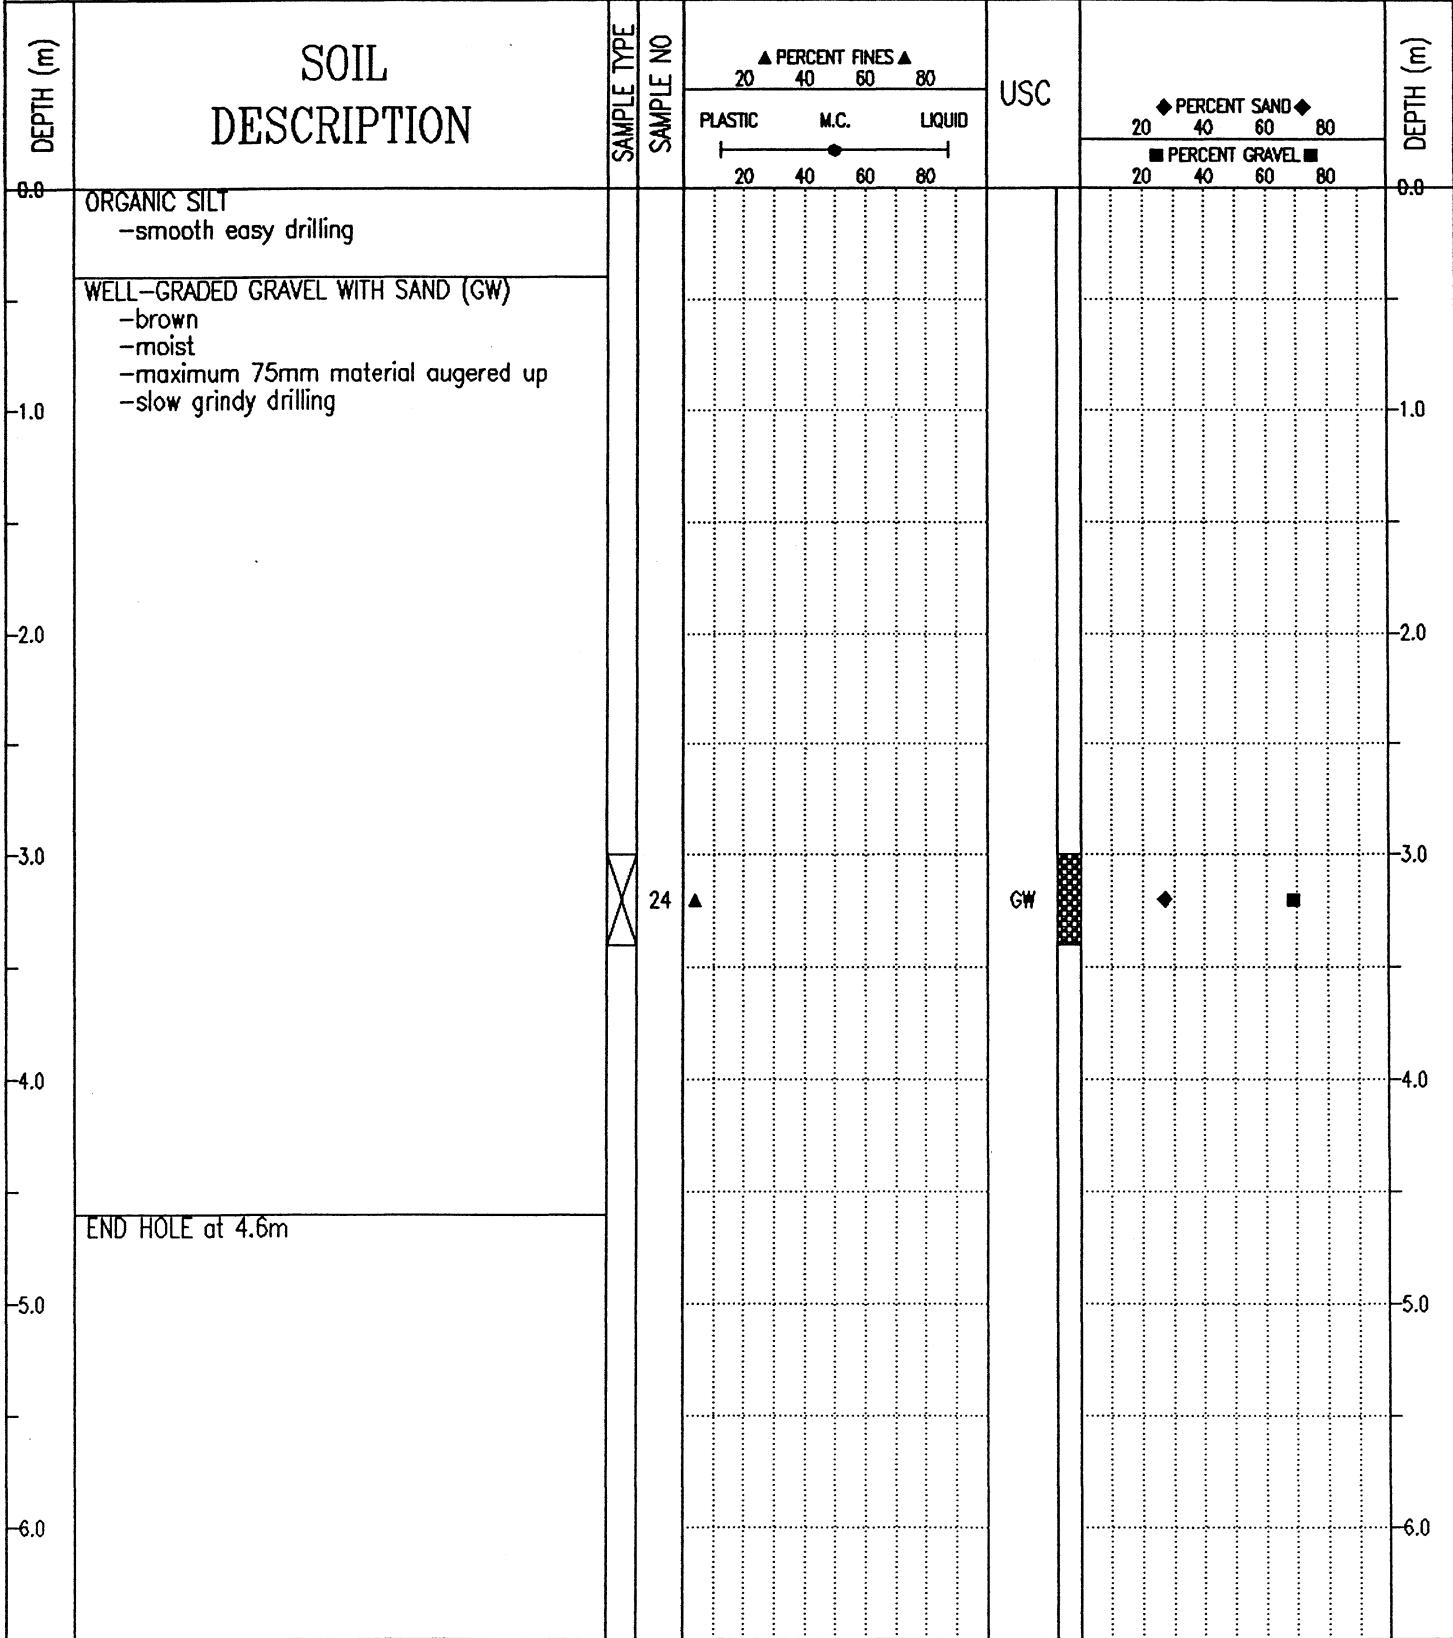 DEPTH (m)
SOIL
DESCRIPTION
SAMPLE TYPE
SAMPLE NO
▲ PERCENT FINES ▲
20 40 60 80
PLASTIC M.C. LIQUID
20 40 60 80
USC
◆ PERCENT SAND ◆
20 40 60 80
■ PERCENT GRAVEL ■
20 40 60 80
DEPTH (m)
0.0 0.0
ORGANIC SILT
-smooth easy drilling
WELL-GRADED GRAVEL WITH SAND (GW)
-brown
-moist
-maximum 75mm material augered up
-slow grindy drilling
1.0 1.0
2.0 2.0
3.0 3.0
24 GW
4.0 4.0
END HOLE at 4.6m
5.0 5.0
6.0 6.0